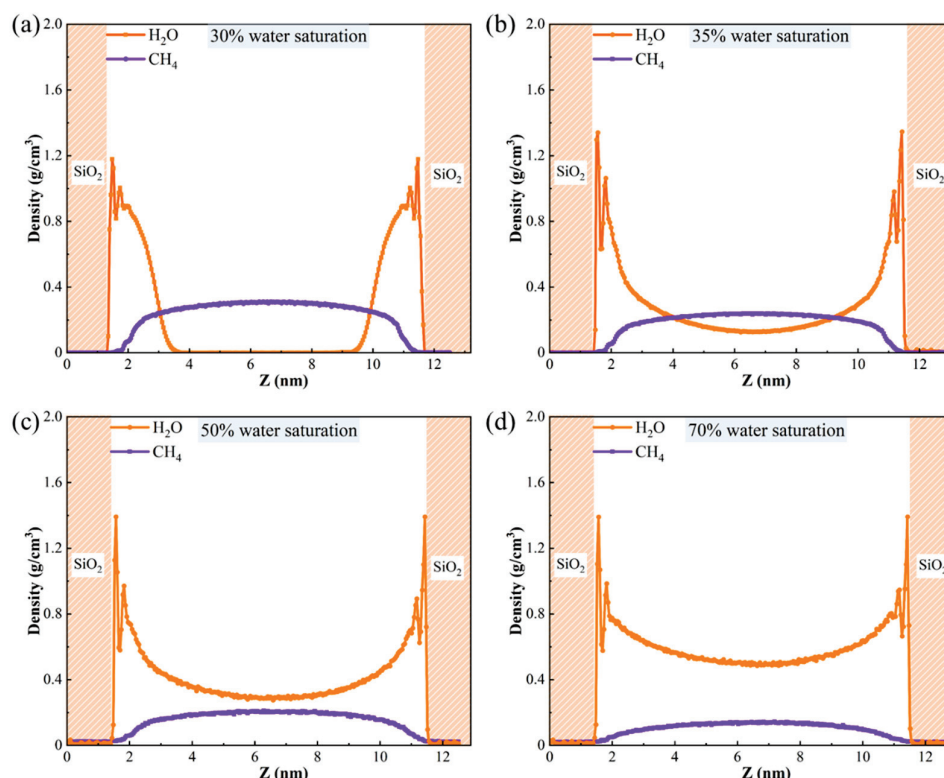 (a)
30% water saturation
H₂O
CH₄
SiO₂
SiO₂
Density (g/cm³)
2.0
1.6
1.2
0.8
0.4
0
0 2 4 6 8 10 12
Z (nm)
(b)
35% water saturation
H₂O
CH₄
SiO₂
SiO₂
Density (g/cm³)
2.0
1.6
1.2
0.8
0.4
0
0 2 4 6 8 10 12
Z (nm)
(c)
50% water saturation
H₂O
CH₄
SiO₂
SiO₂
Density (g/cm³)
2.0
1.6
1.2
0.8
0.4
0
0 2 4 6 8 10 12
Z (nm)
(d)
70% water saturation
H₂O
CH₄
SiO₂
SiO₂
Density (g/cm³)
2.0
1.6
1.2
0.8
0.4
0
0 2 4 6 8 10 12
Z (nm)